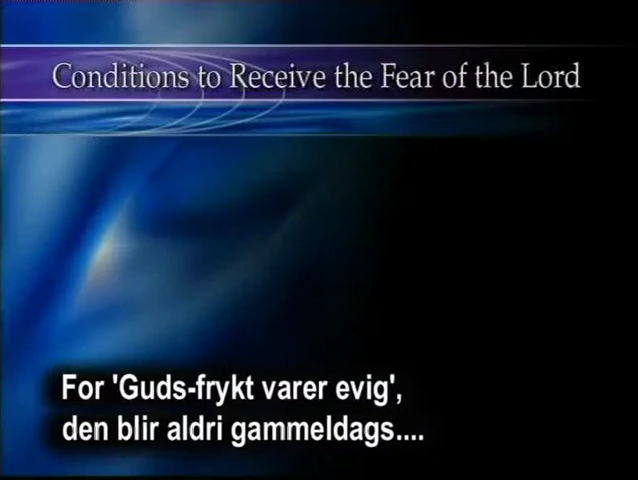 Conditions to Receive the Fear of the Lord
For 'Guds-frykt varer evig',
den blir aldri gammeldags....